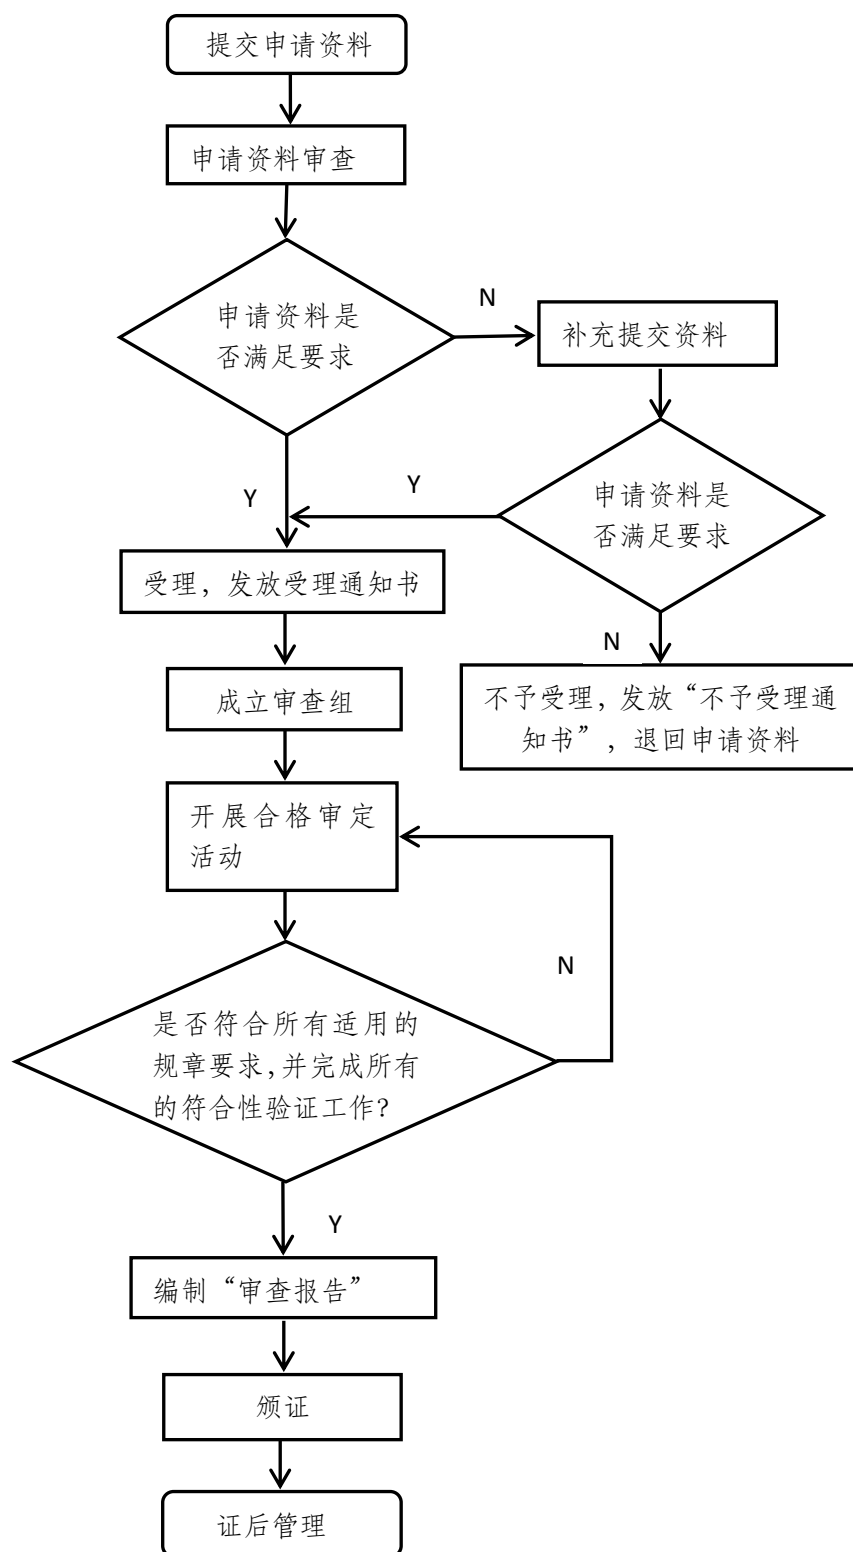 提交申请资料
申请资料审查
申请资料是
否满足要求
N
补充提交资料
Y
Y
申请资料是
否满足要求
受理，发放受理通知书
N
成立审查组
不予受理，发放“不予受理通
知书”，退回申请资料
开展合格审定
活动
N
是否符合所有适用的
规章要求，并完成所有
的符合性验证工作？
Y
编制“审查报告”
颁证
证后管理